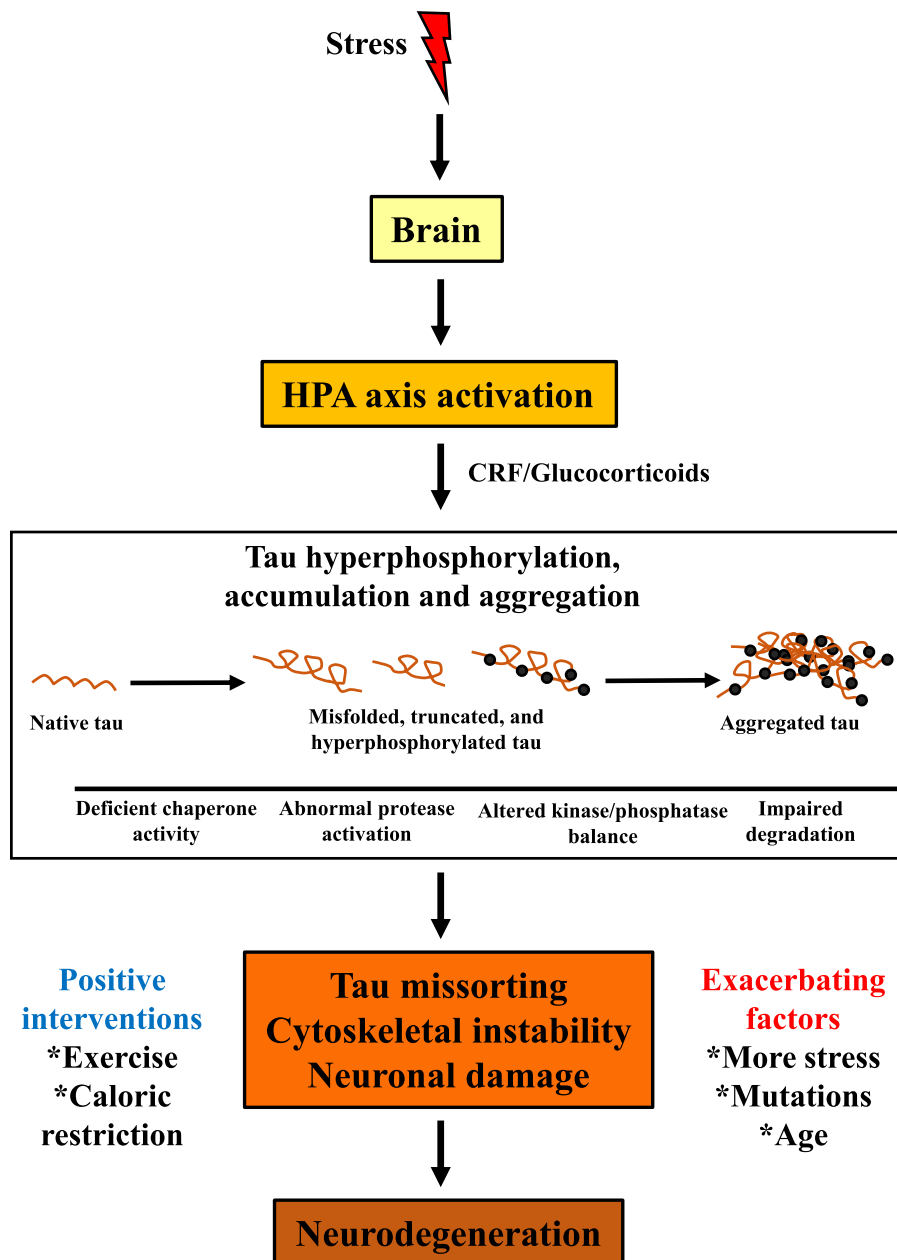 Stress
Brain
HPA axis activation
CRF/Glucocorticoids
Tau hyperphosphorylation,
accumulation and aggregation
Native tau
Misfolded, truncated, and
hyperphosphorylated tau
Aggregated tau
Deficient chaperone
activity
Abnormal protease
activation
Altered kinase/phosphatase
balance
Impaired
degradation
Positive
interventions
*Exercise
*Caloric
restriction
Tau missorting
Cytoskeletal instability
Neuronal damage
Exacerbating
factors
*More stress
*Mutations
*Age
Neurodegeneration